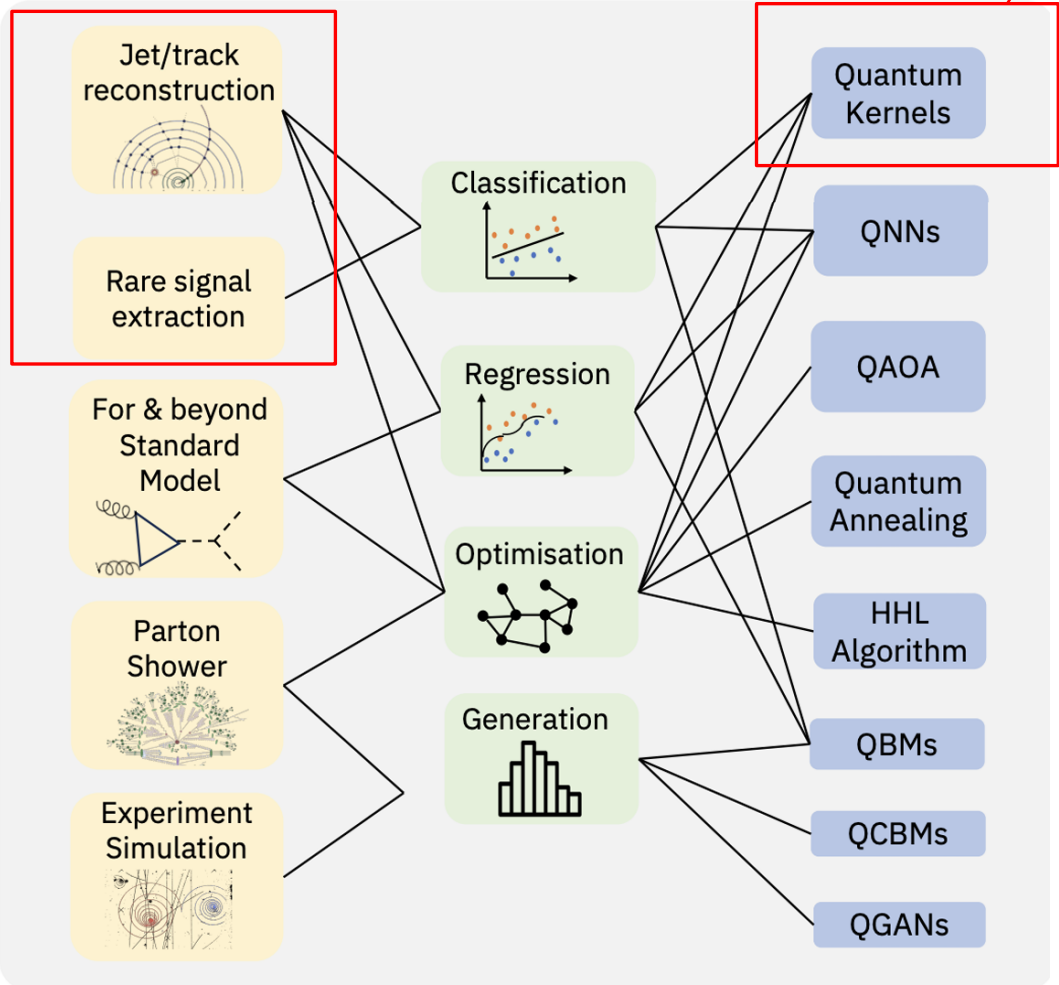 Jet/track
reconstruction
Rare signal
extraction
For & beyond
Standard
Model
Parton
Shower
Experiment
Simulation
Classification
Regression
Optimisation
Generation
Quantum
Kernels
QNNs
QAOA
Quantum
Annealing
HHL
Algorithm
QBMs
QCBMs
QGANs